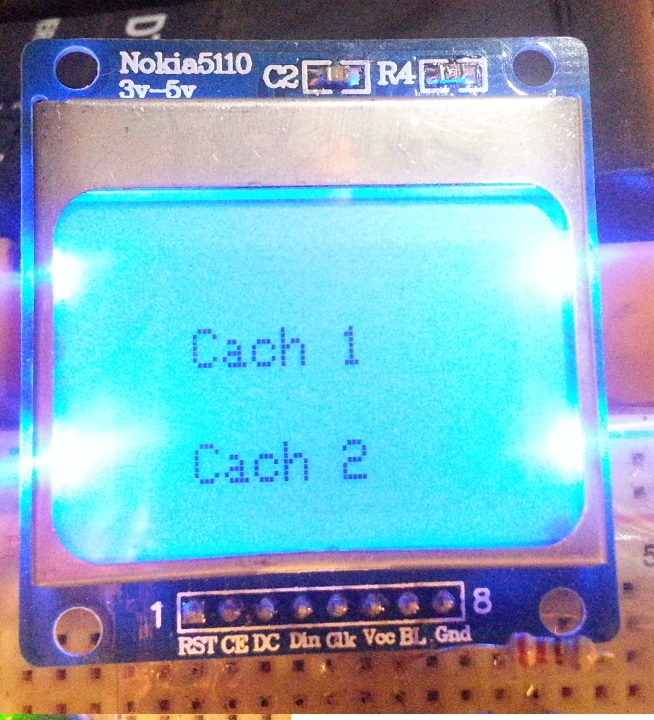 Nokia5110 C2 R4
3v-5v
Cach 1
Cach 2
1 8
RST CE DC Din Clk Vcc BL Gnd